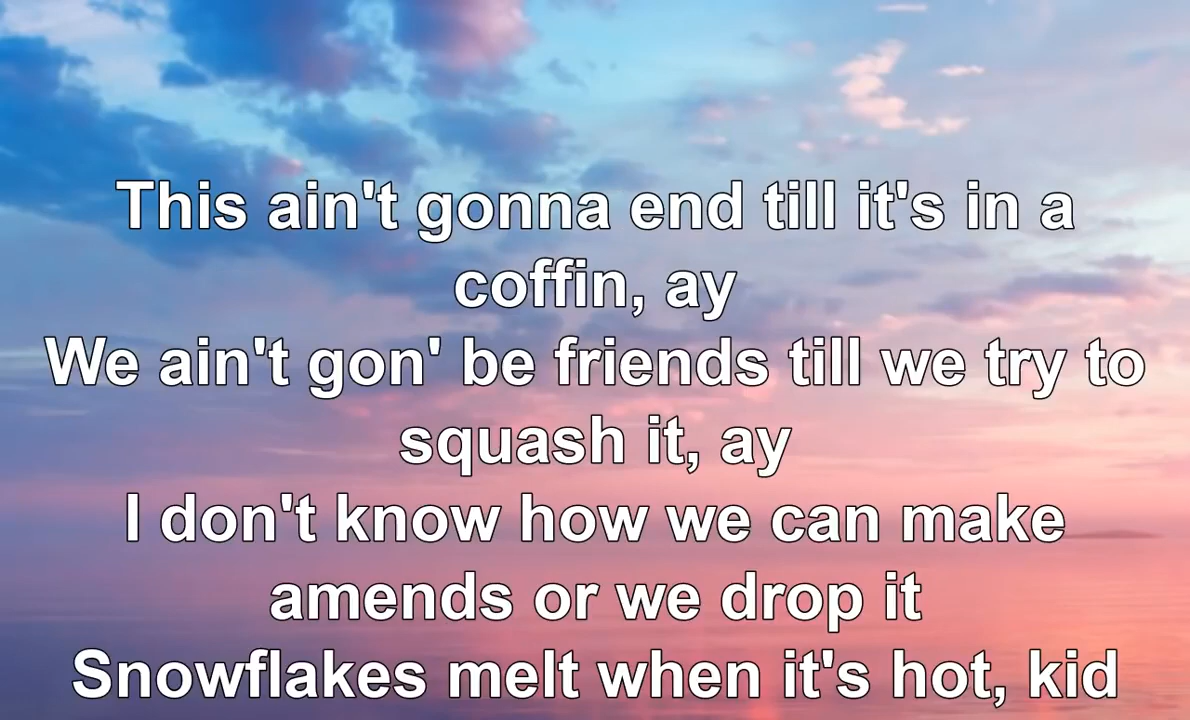 This ain't gonna end till it's in a
coffin, ay
We ain't gon' be friends till we try to
squash it, ay
I don't know how we can make
amends or we drop it
Snowflakes melt when it's hot, kid